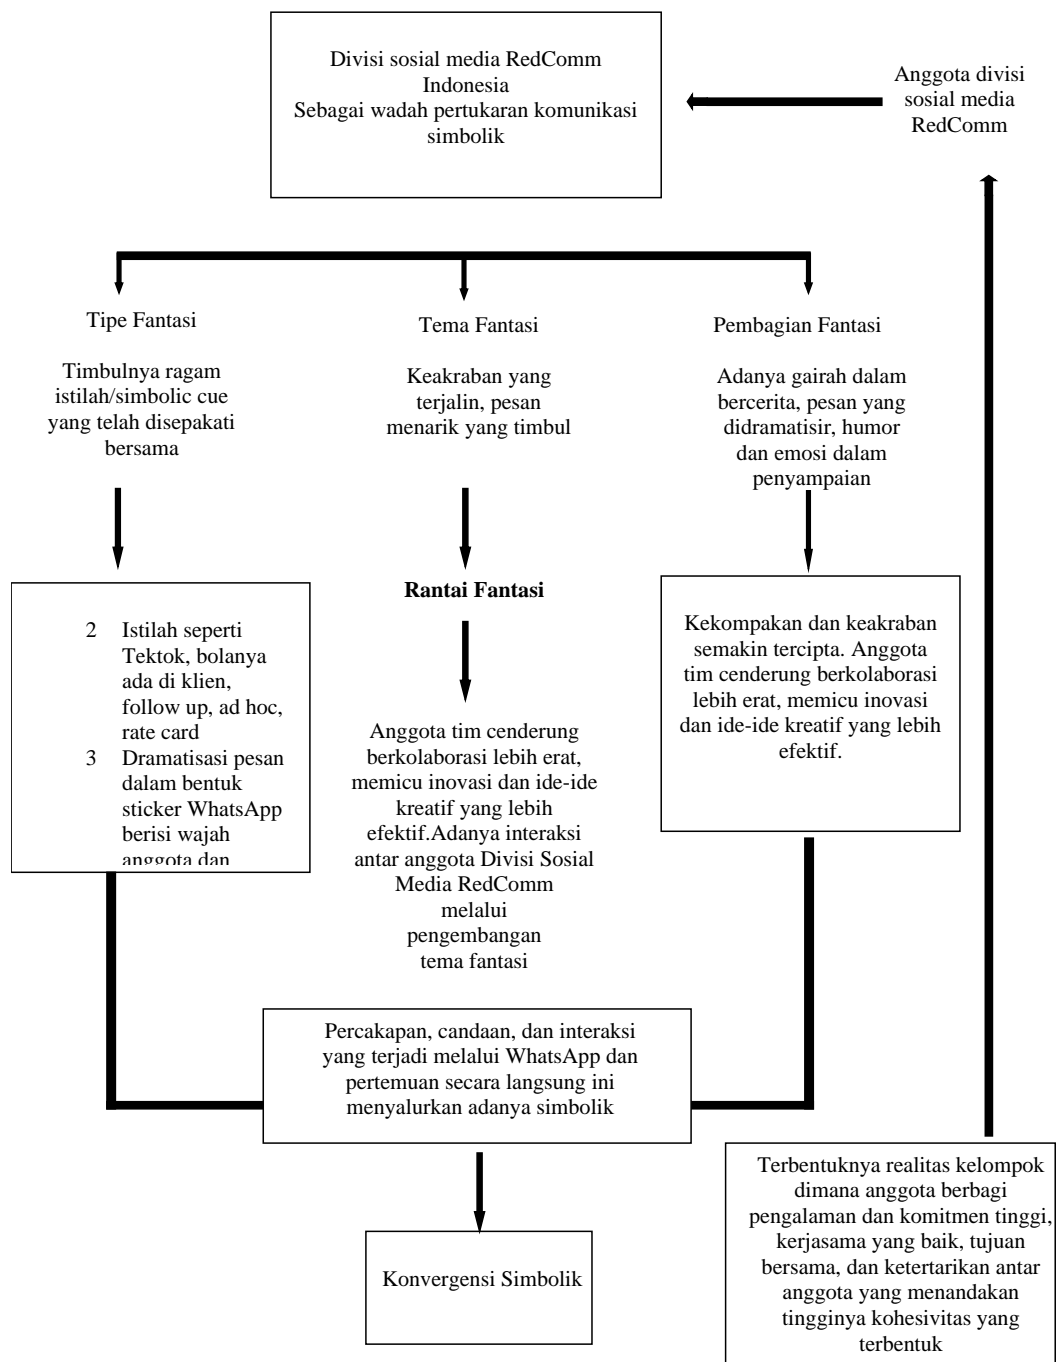 Divisi sosial media RedComm
Indonesia
Sebagai wadah pertukaran komunikasi
simbolik
Anggota divisi
sosial media
RedComm
Tipe Fantasi
Timbulnya ragam
istilah/simbolic cue
yang telah disepakati
bersama
Tema Fantasi
Keakraban yang
terjalin, pesan
menarik yang timbul
Pembagian Fantasi
Adanya gairah dalam
bercerita, pesan yang
didramatisir, humor
dan emosi dalam
penyampaian
2 Istilah seperti
Tektok, bolanya
ada di klien,
follow up, ad hoc,
rate card
3 Dramatisasi pesan
dalam bentuk
sticker WhatsApp
berisi wajah
anggota dan
Rantai Fantasi
Anggota tim cenderung
berkolaborasi lebih erat,
memicu inovasi dan ide-ide
kreatif yang lebih
efektif.Adanya interaksi
antar anggota Divisi Sosial
Media RedComm
melalui
pengembangan
tema fantasi
Kekompakan dan keakraban
semakin tercipta. Anggota
tim cenderung berkolaborasi
lebih erat, memicu inovasi
dan ide-ide kreatif yang lebih
efektif.
Percakapan, candaan, dan interaksi
yang terjadi melalui WhatsApp dan
pertemuan secara langsung ini
menyalurkan adanya simbolik
Konvergensi Simbolik
Terbentuknya realitas kelompok
dimana anggota berbagi
pengalaman dan komitmen tinggi,
kerjasama yang baik, tujuan
bersama, dan ketertarikan antar
anggota yang menandakan
tingginya kohesivitas yang
terbentuk